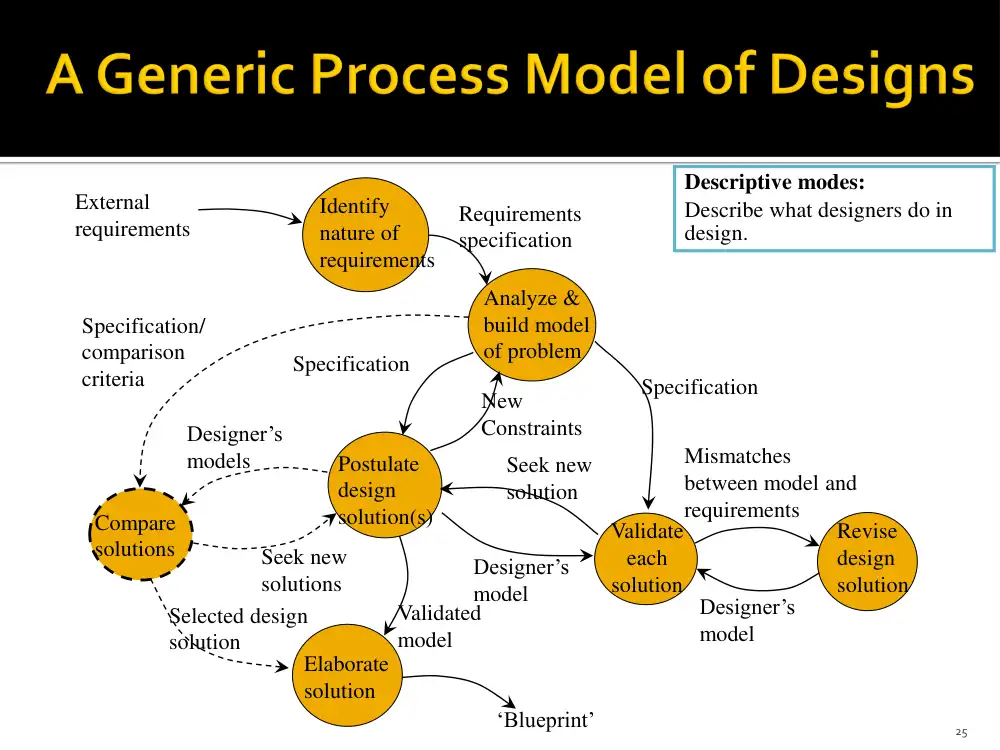 A Generic Process Model of Designs
Descriptive modes:
Describe what designers do in
design.
External
requirements
Identify
nature of
requirements
Requirements
specification
Analyze &
build model
of problem
Specification/
comparison
criteria
Specification
Specification
New
Constraints
Designer’s
models
Postulate
design
solution(s)
Seek new
solution
Mismatches
between model and
requirements
Compare
solutions
Validate
each
solution
Revise
design
solution
Seek new
solutions
Designer’s
model
Designer’s
model
Selected design
solution
Validated
model
Elaborate
solution
‘Blueprint’
25